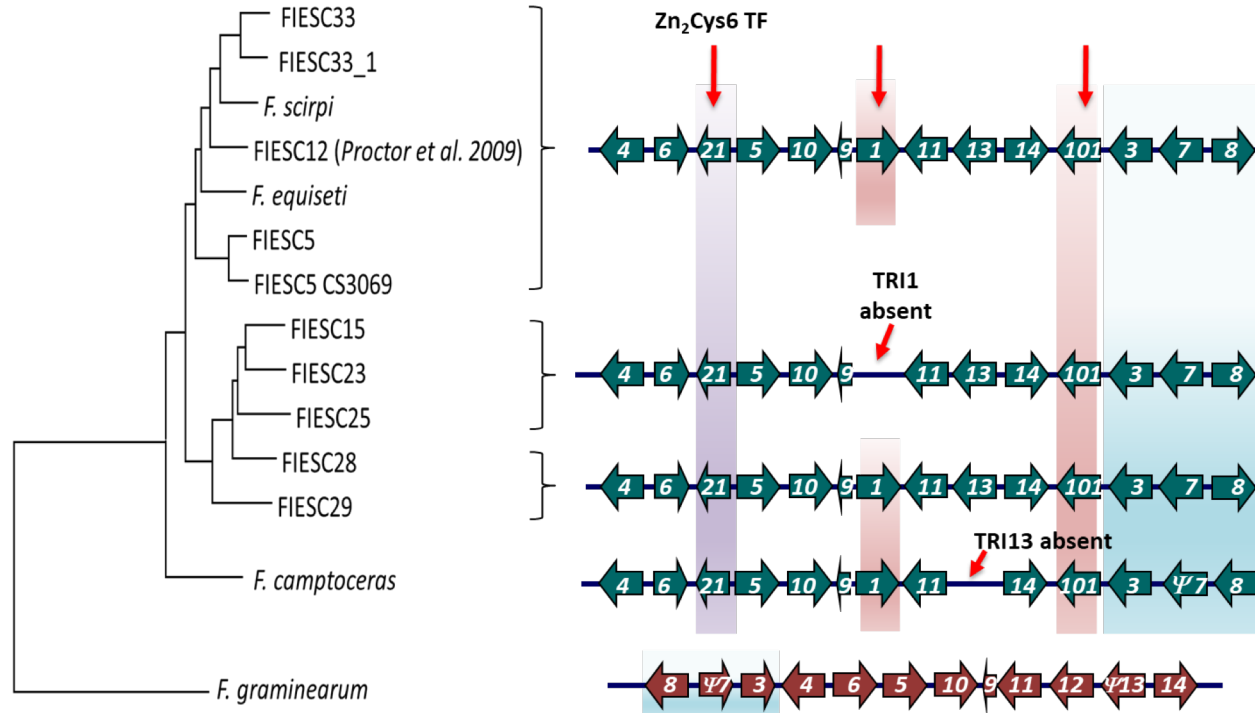 FIESC33
FIESC33_1
F. scirpi
FIESC12 (Proctor et al. 2009)
F. equiseti
FIESC5
FIESC5 CS3069
FIESC15
FIESC23
FIESC25
FIESC28
FIESC29
F. camptoceras
F. graminearum
Zn₂Cys6 TF
4 6 21 5 10 9 1 11 13 14 101 3 7 8
TRI1
absent
4 6 21 5 10 9 11 13 14 101 3 7 8
4 6 21 5 10 9 1 11 13 14 101 3 7 8
TRI13 absent
4 6 21 5 10 9 1 11 14 101 3 Ψ7 8
8 Ψ7 3 4 6 5 10 9 11 12 Ψ13 14